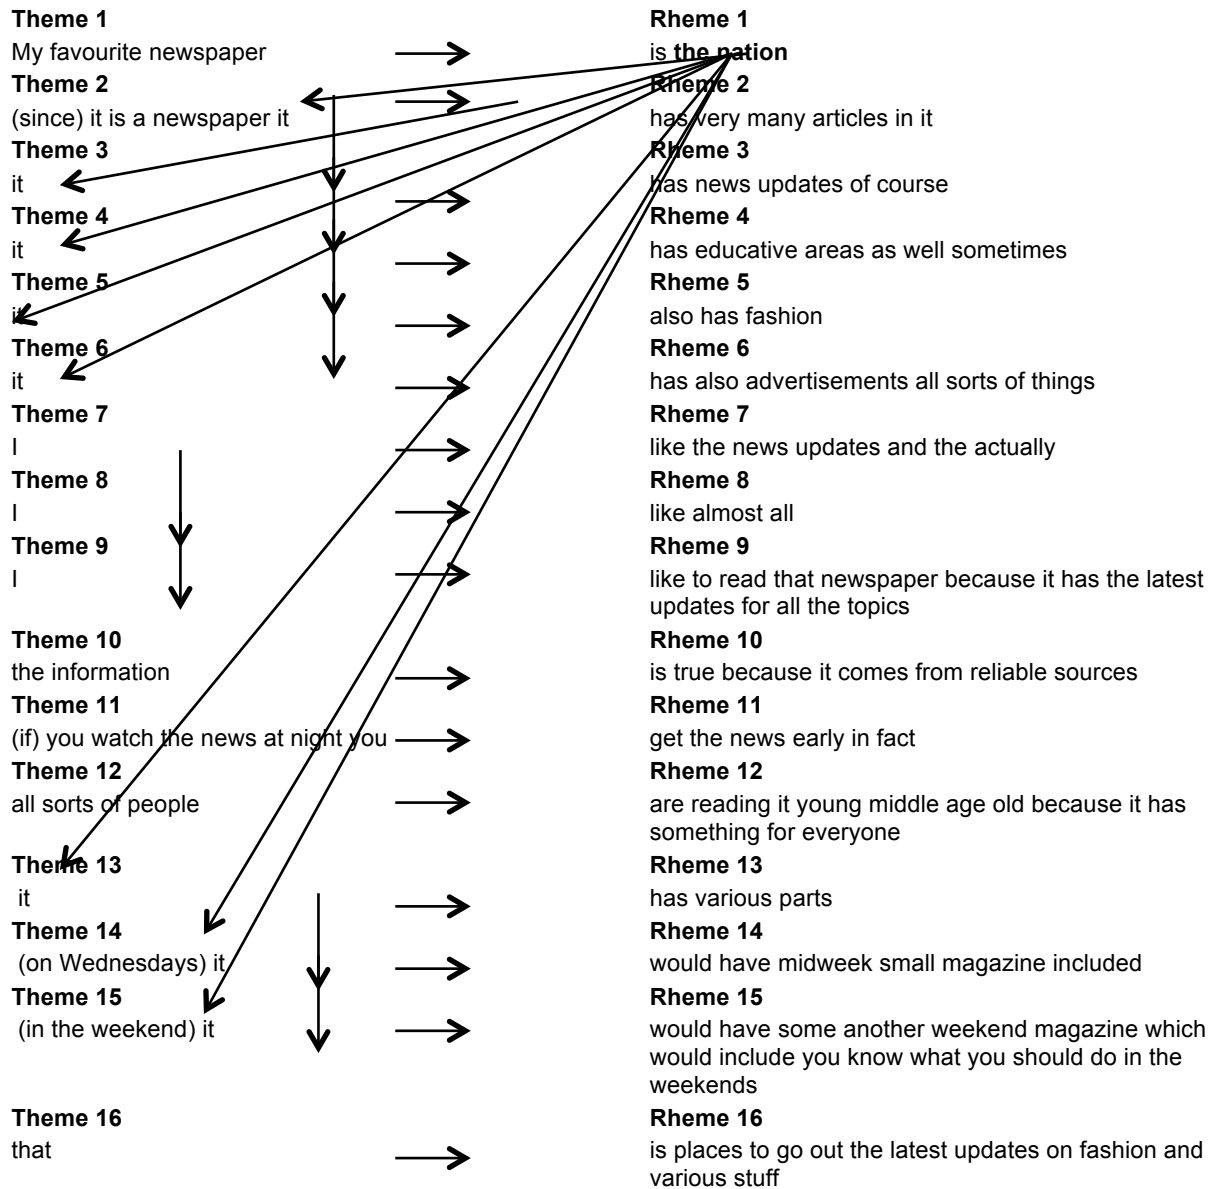 Theme 1 Rheme 1
My favourite newspaper is the nation
Theme 2 Rheme 2
(since) it is a newspaper it has very many articles in it
Theme 3 Rheme 3
it has news updates of course
Theme 4 Rheme 4
it has educative areas as well sometimes
Theme 5 Rheme 5
it also has fashion
Theme 6 Rheme 6
it has also advertisements all sorts of things
Theme 7 Rheme 7
I like the news updates and the actually
Theme 8 Rheme 8
I like almost all
Theme 9 Rheme 9
I like to read that newspaper because it has the latest
updates for all the topics
Theme 10 Rheme 10
the information is true because it comes from reliable sources
Theme 11 Rheme 11
(if) you watch the news at night you get the news early in fact
Theme 12 Rheme 12
all sorts of people are reading it young middle age old because it has
something for everyone
Theme 13 Rheme 13
it has various parts
Theme 14 Rheme 14
(on Wednesdays) it would have midweek small magazine included
Theme 15 Rheme 15
(in the weekend) it would have some another weekend magazine which
would include you know what you should do in the
weekends
Theme 16 Rheme 16
that is places to go out the latest updates on fashion and
various stuff